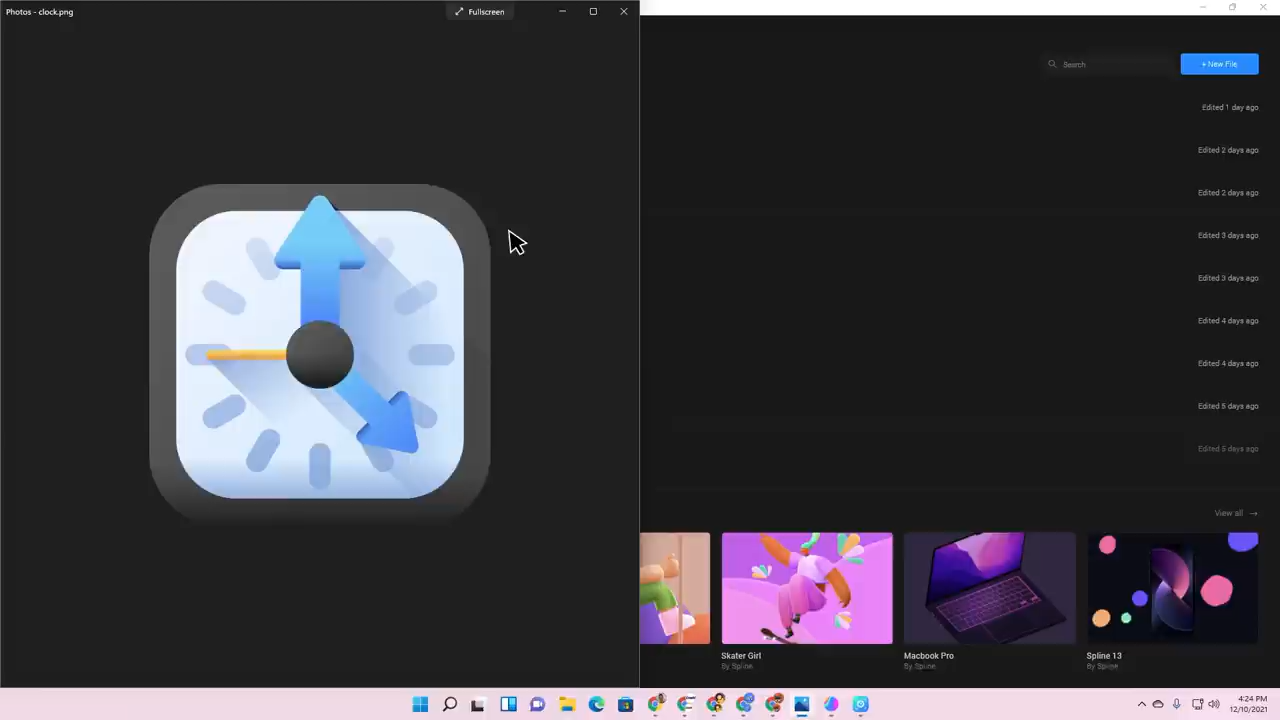 Photos - clock.png
Fullscreen
Search
+ New File
Edited 1 day ago
Edited 2 days ago
Edited 2 days ago
Edited 3 days ago
Edited 3 days ago
Edited 4 days ago
Edited 4 days ago
Edited 5 days ago
Edited 5 days ago
View all →
Skater Girl
By Spline
Macbook Pro
By Spline
Spline 13
By Spline
4:24 PM
12/10/2021